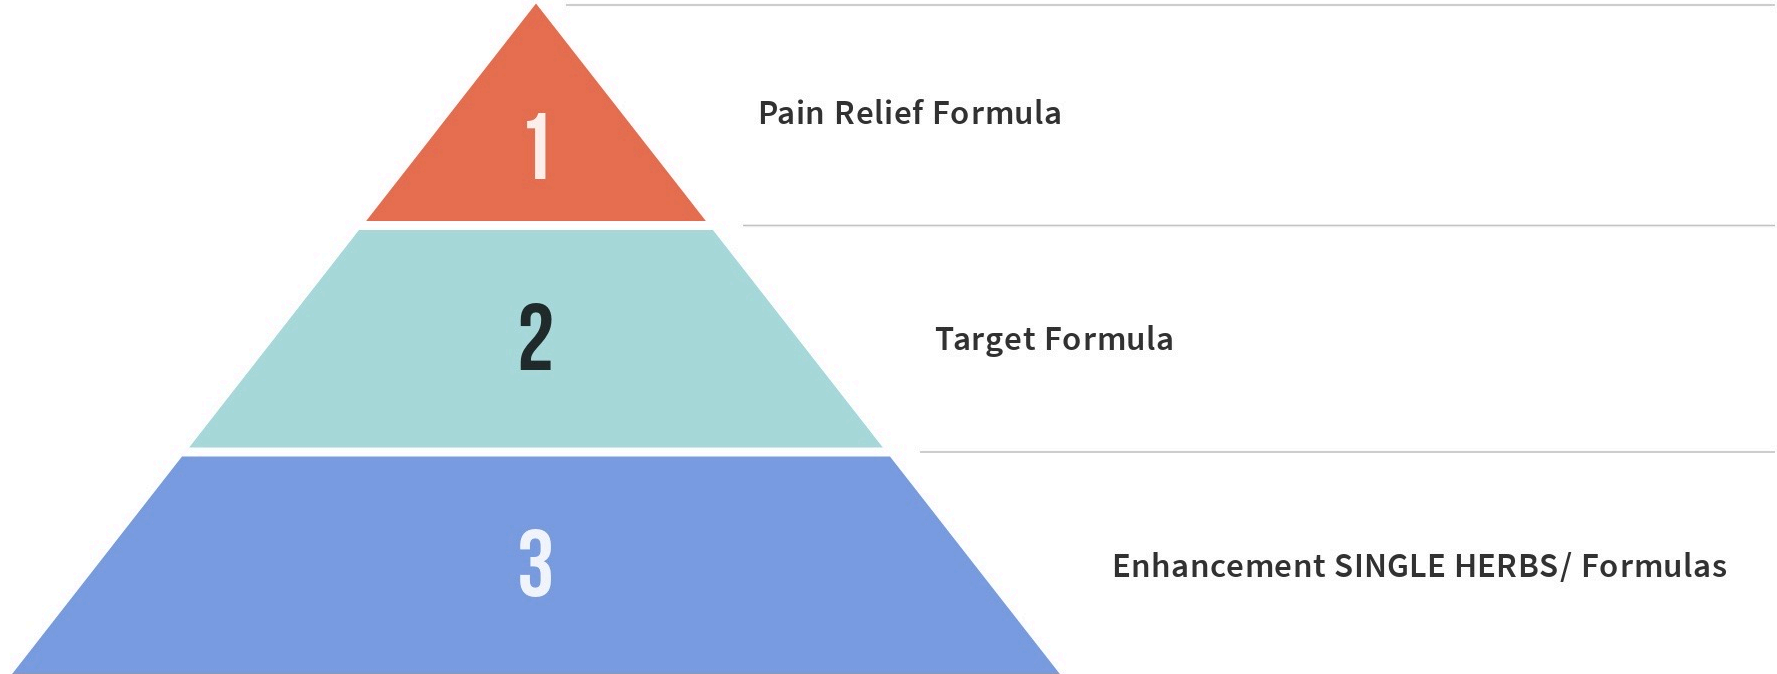 1
Pain Relief Formula
2
Target Formula
3
Enhancement SINGLE HERBS/ Formulas